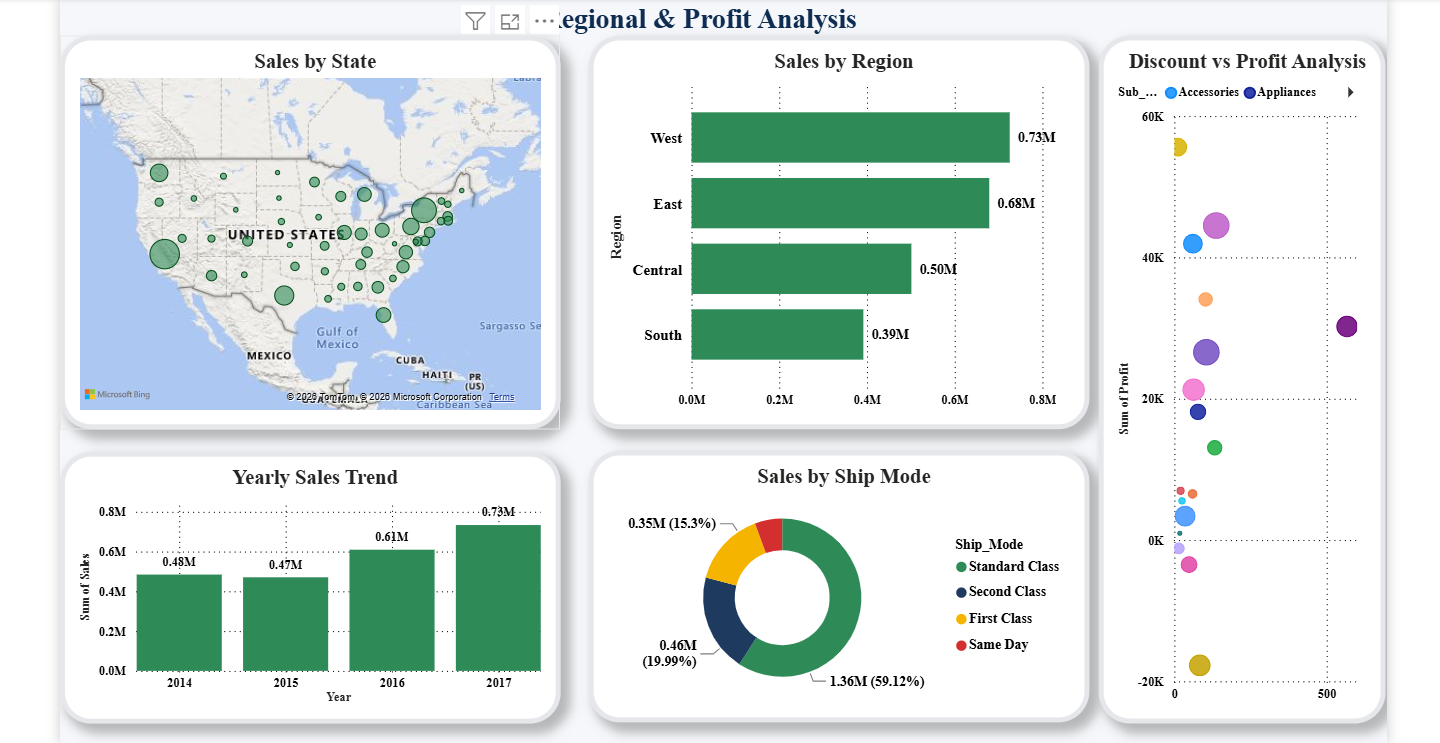 egional & Profit Analysis
Sales by State
UNITED STATES
Gulf of
Mexico
Sargasso Se
MEXICO
CUBA
HAITI
PR
(US)
Microsoft Bing
© 2026 TomTom, © 2026 Microsoft Corporation Terms
Caribbean Sea
Sales by Region
Region
West
0.73M
East
0.68M
Central
0.50M
South
0.39M
0.0M 0.2M 0.4M 0.6M 0.8M
Discount vs Profit Analysis
Sub_... Accessories Appliances
Sum of Profit
60K
40K
20K
0K
-20K
0 500
Yearly Sales Trend
Sum of Sales
0.8M
0.6M
0.4M
0.2M
0.0M
0.48M
0.47M
0.61M
0.73M
2014 2015 2016 2017
Year
Sales by Ship Mode
0.35M (15.3%)
0.46M
(19.99%)
1.36M (59.12%)
Ship_Mode
Standard Class
Second Class
First Class
Same Day